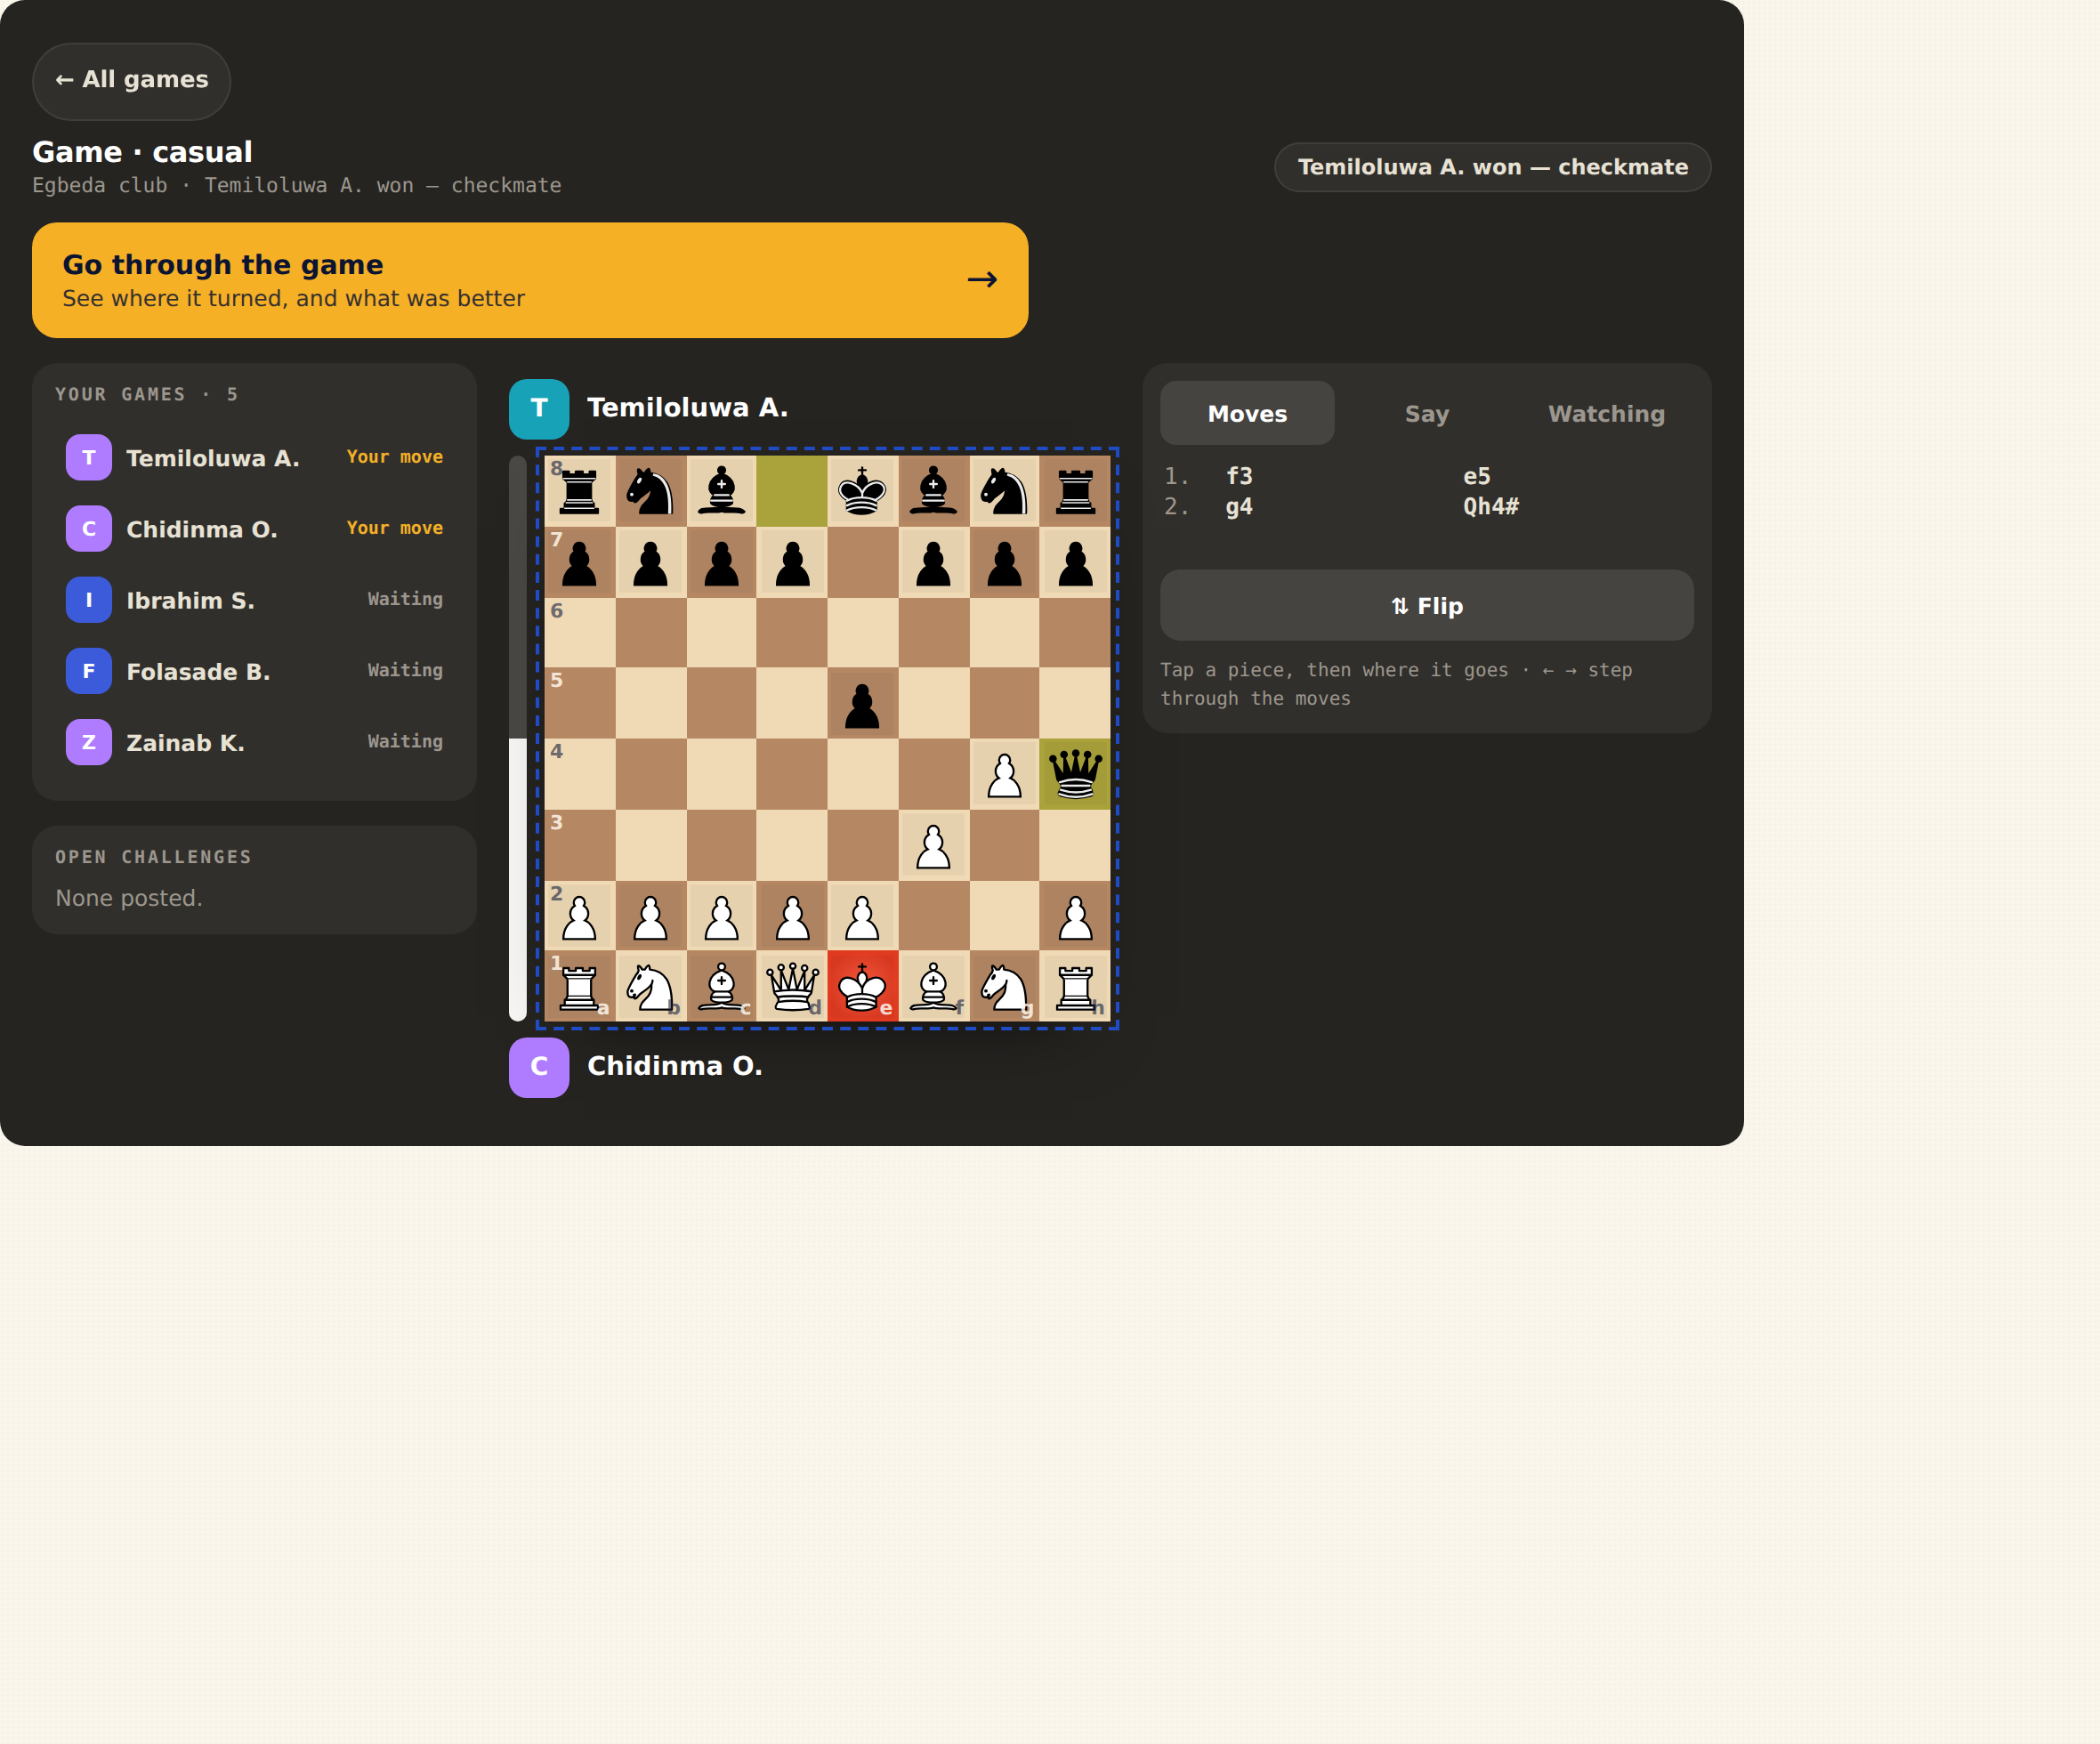 ← All games
Game · casual
Egbeda club · Temiloluwa A. won — checkmate
Temiloluwa A. won — checkmate
Go through the game
See where it turned, and what was better
→
YOUR GAMES · 5
T Temiloluwa A. Your move
C Chidinma O. Your move
I Ibrahim S. Waiting
F Folasade B. Waiting
Z Zainab K. Waiting
OPEN CHALLENGES
None posted.
T Temiloluwa A.
8
7
6
5
4
3
2
1
a b c d e f g h
C Chidinma O.
Moves Say Watching
1. f3 e5
2. g4 Qh4#
⇅ Flip
Tap a piece, then where it goes · ← → step
through the moves